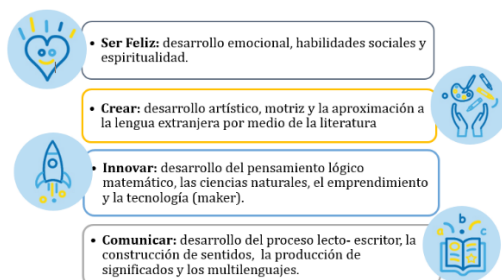 • Ser Feliz: desarrollo emocional, habilidades sociales y
espiritualidad.
• Crear: desarrollo artístico, motriz y la aproximación a
la lengua extranjera por medio de la literatura
• Innovar: desarrollo del pensamiento lógico
matemático, las ciencias naturales, el emprendimiento
y la tecnología (maker).
• Comunicar: desarrollo del proceso lecto- escritor, la
construcción de sentidos, la producción de
significados y los multilenguajes.
a b c